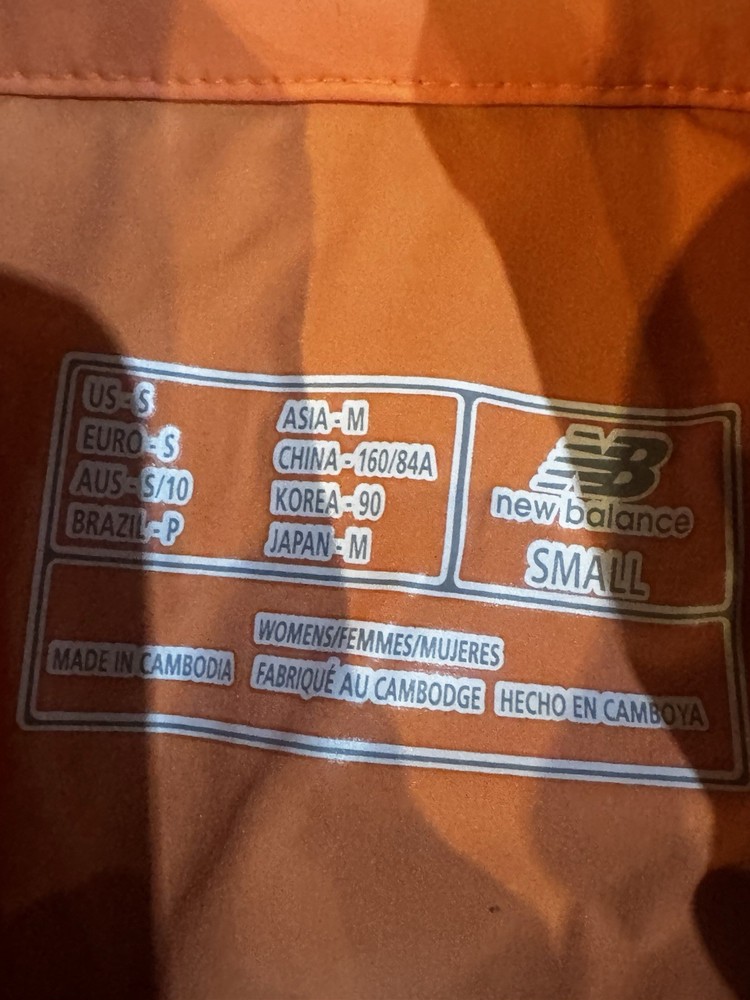 US - S
EURO - S
AUS - S/10
BRAZIL - P
ASIA - M
CHINA - 160/84A
KOREA - 90
JAPAN - M
NB
new balance
SMALL
WOMENS/FEMMES/MUJERES
MADE IN CAMBODIA FABRIQUÉ AU CAMBODGE HECHO EN CAMBOYA